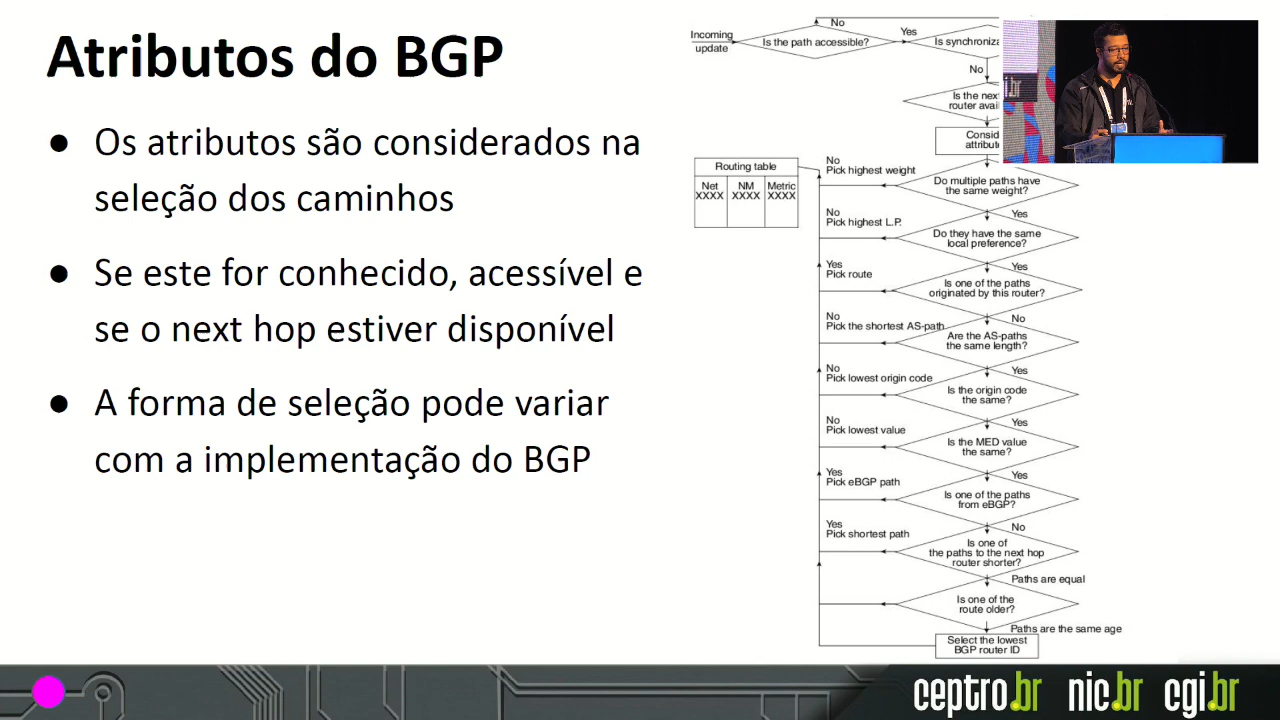 Atributos do BGP
● Os atributos são considerados na
seleção dos caminhos
● Se este for conhecido, acessível e
se o next hop estiver disponível
● A forma de seleção pode variar
com a implementação do BGP
Incoming
update
No
Is the path accessible?
Yes
No
Is the
router
Routing table
Net
NM
Metric
XXXX
XXXX
XXXX
No
Pick highest weight
Do multiple paths have
the same weight?
Yes
No
Pick highest L.P.
Do they have the same
local preference?
Yes
Yes
Pick route
Is one of the paths
originated by this router?
No
No
Pick the shortest AS-path
Are the AS-paths
the same length?
Yes
No
Pick lowest origin code
Is the origin code
the same?
Yes
No
Pick lowest value
Is the MED value
the same?
Yes
Yes
Pick eBGP path
Is one of the paths
from eBGP?
No
Yes
Pick shortest path
Is one of
the paths to the next hop
router shorter?
Paths are equal
Is one of the
route older?
Paths are the same age
Select the lowest
BGP router ID
ceptro.br nic.br cgi.br